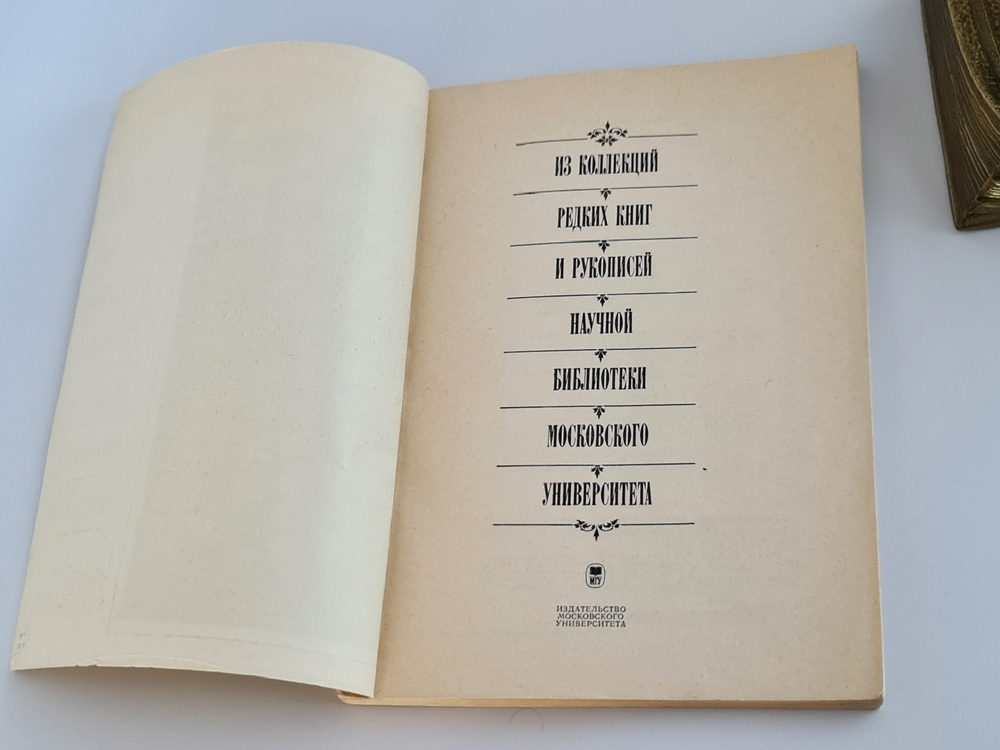 ИЗ КОЛЛЕКЦИЙ
РЕДКИХ КНИГ
И РУКОПИСЕЙ
НАУЧНОЙ
БИБЛИОТЕКИ
МОСКОВСКОГО
УНИВЕРСИТЕТА
МГУ
ИЗДАТЕЛЬСТВО
МОСКОВСКОГО
УНИВЕРСИТЕТА